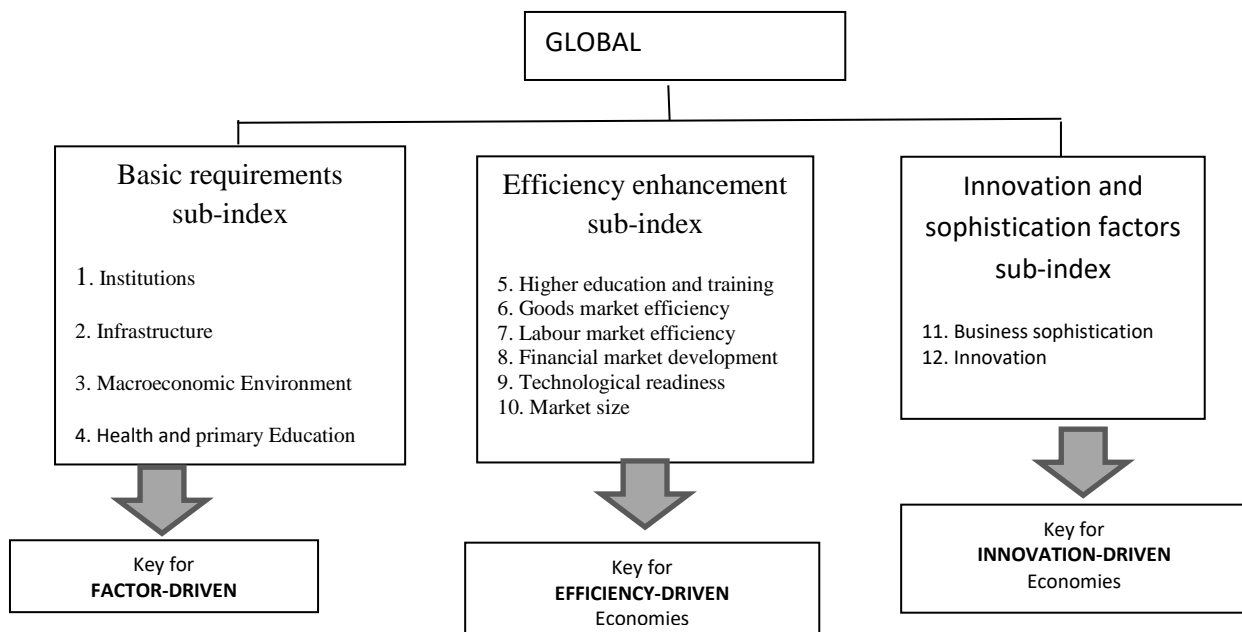 GLOBAL
Basic requirements
sub-index
1. Institutions
2. Infrastructure
3. Macroeconomic Environment
4. Health and primary Education
Efficiency enhancement
sub-index
5. Higher education and training
6. Goods market efficiency
7. Labour market efficiency
8. Financial market development
9. Technological readiness
10. Market size
Innovation and
sophistication factors
sub-index
11. Business sophistication
12. Innovation
Key for
FACTOR-DRIVEN
Key for
EFFICIENCY-DRIVEN
Economies
Key for
INNOVATION-DRIVEN
Economies